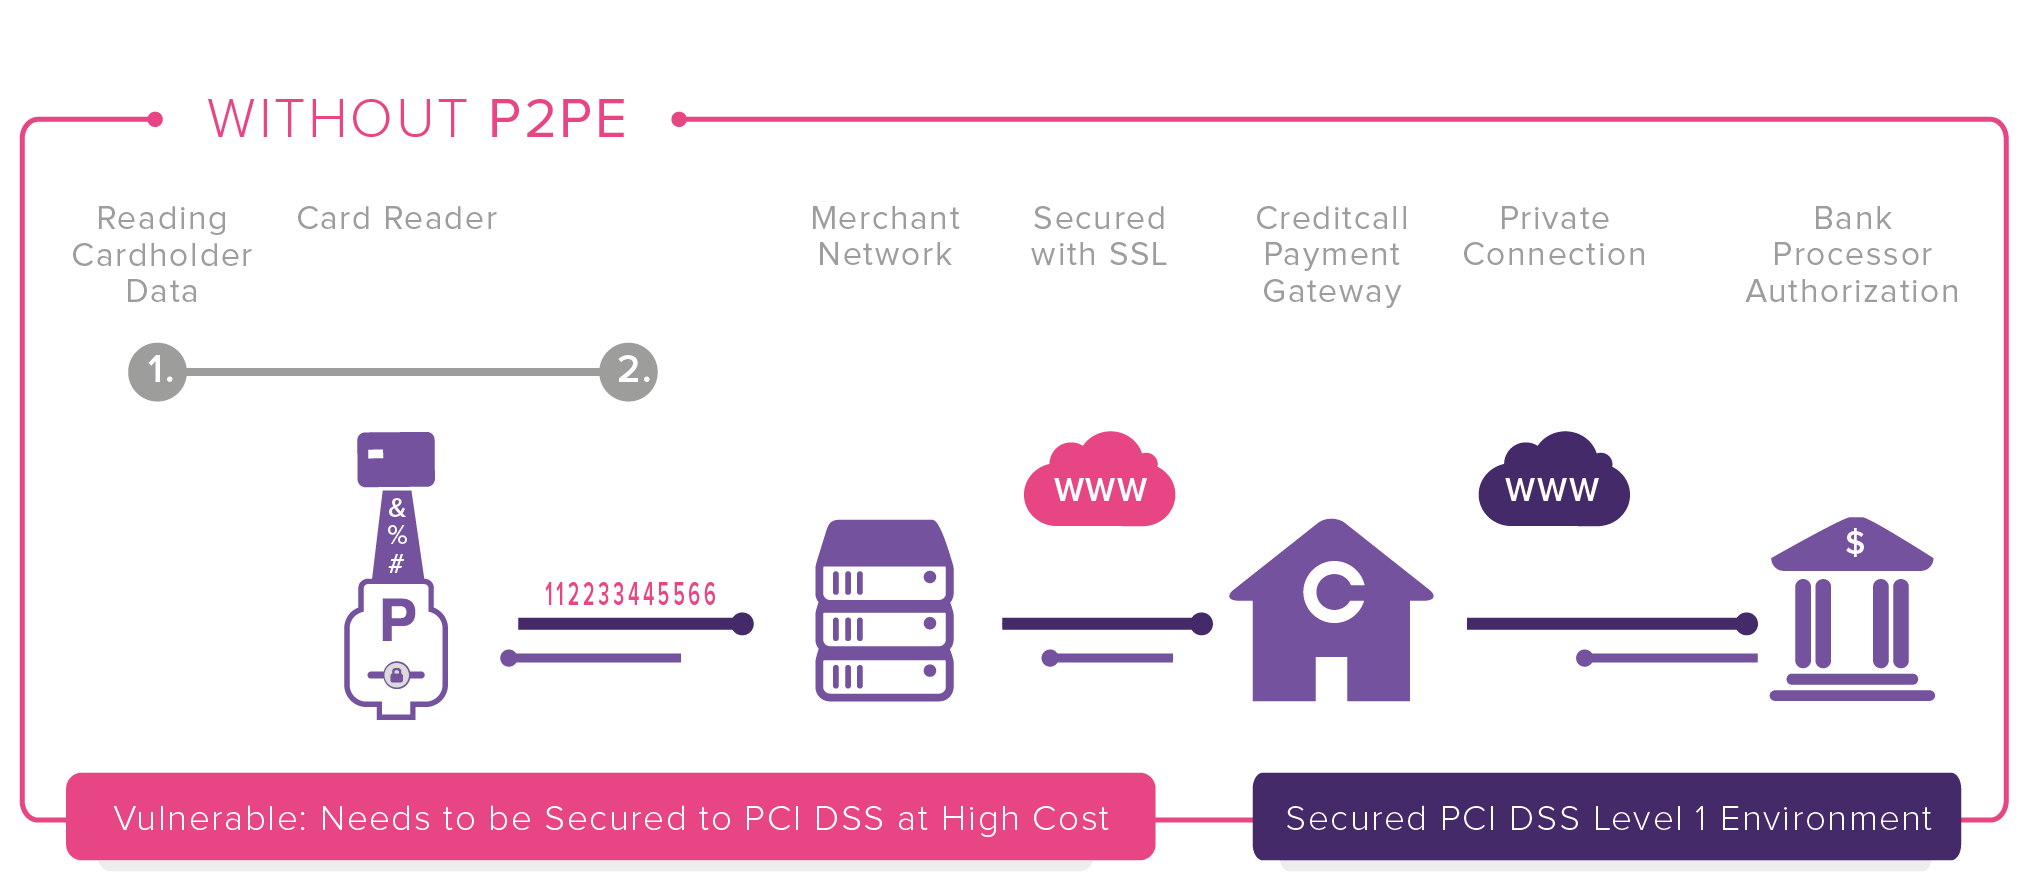 WITHOUT P2PE
Reading
Cardholder
Data
Card Reader
Merchant
Network
Secured
with SSL
Creditcall
Payment
Gateway
Private
Connection
Bank
Processor
Authorization
1.
2.
&
%
#
P
112233445566
WWW
C
WWW
$
Vulnerable: Needs to be Secured to PCI DSS at High Cost
Secured PCI DSS Level 1 Environment